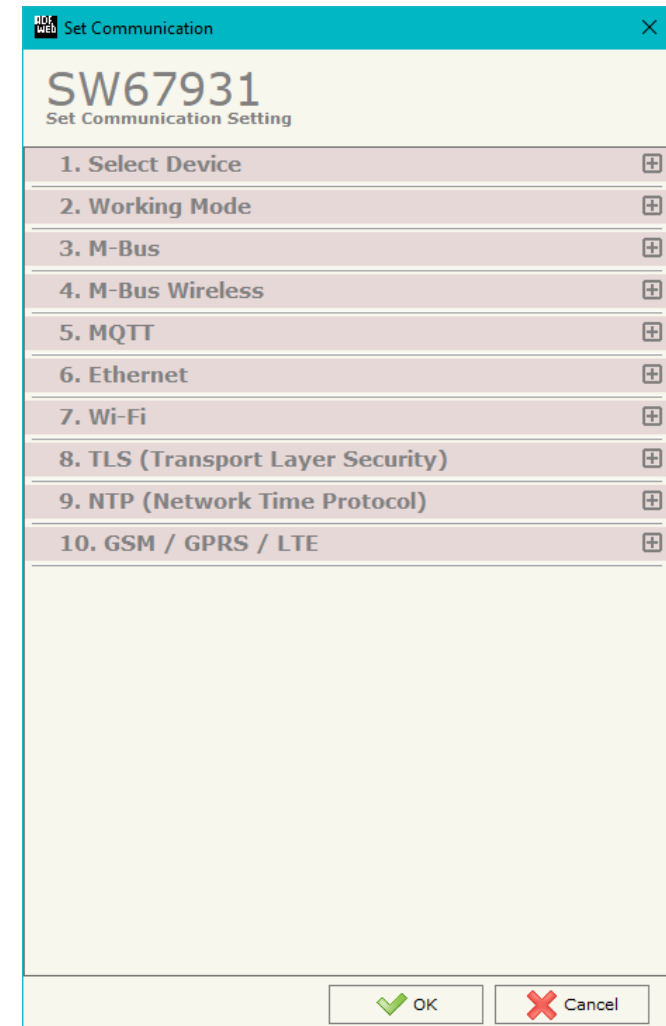 ADF
WEB
Set Communication
SW67931
Set Communication Setting
1. Select Device
2. Working Mode
3. M-Bus
4. M-Bus Wireless
5. MQTT
6. Ethernet
7. Wi-Fi
8. TLS (Transport Layer Security)
9. NTP (Network Time Protocol)
10. GSM / GPRS / LTE
OK
Cancel